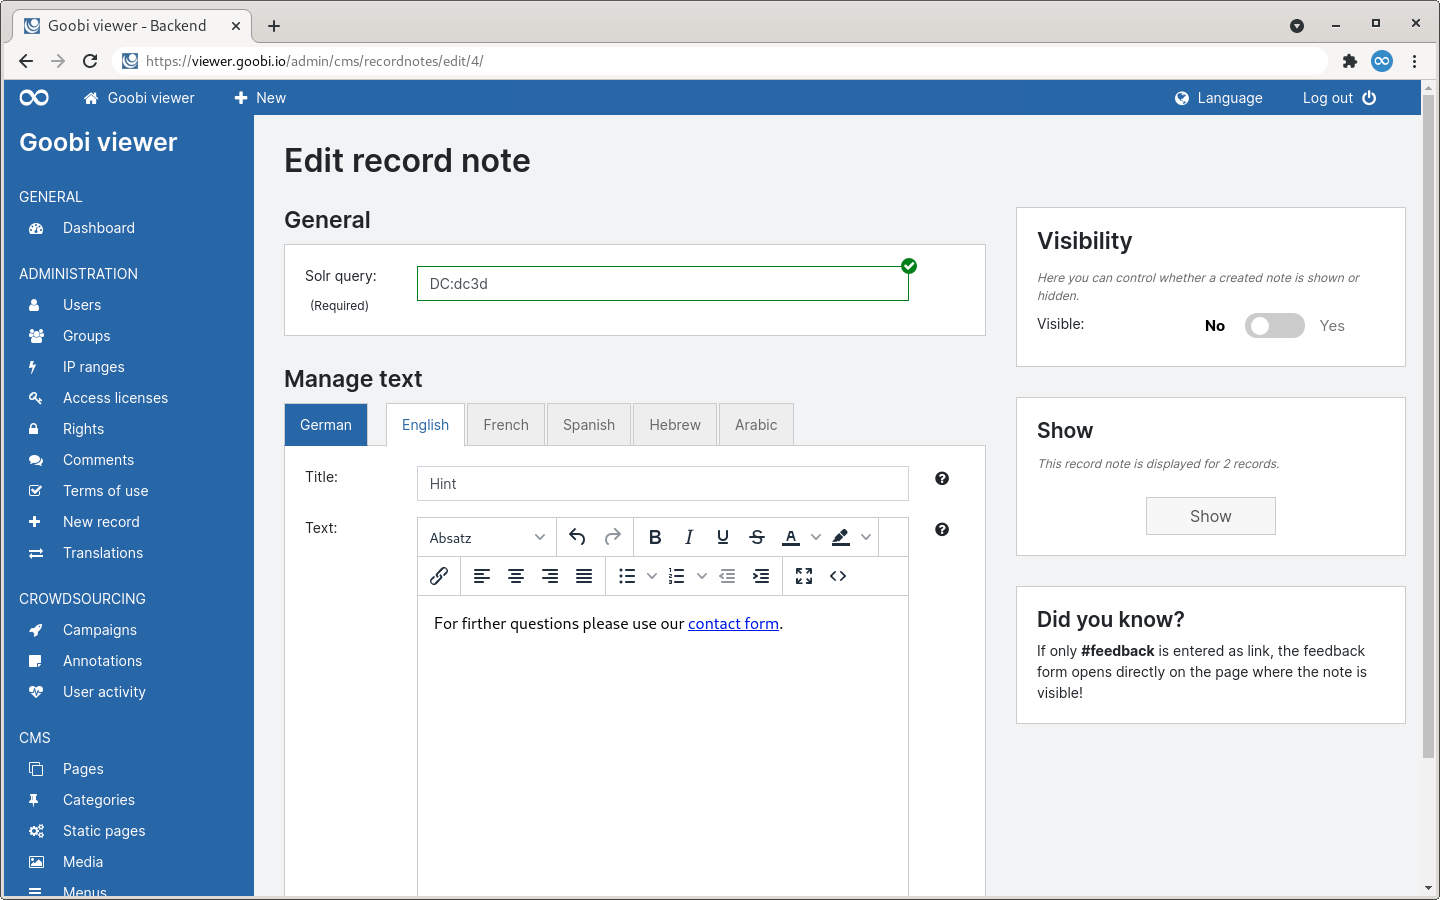 Goobi viewer - Backend
https://viewer.goobi.io/admin/cms/recordnotes/edit/4/
Goobi viewer
New
Language
Log out
Goobi viewer
GENERAL
Dashboard
ADMINISTRATION
Users
Groups
IP ranges
Access licenses
Rights
Comments
Terms of use
New record
Translations
CROWDSOURCING
Campaigns
Annotations
User activity
CMS
Pages
Categories
Static pages
Media
Menus
Edit record note
General
Solr query:
(Required)
DC:dc3d
Manage text
German
English
French
Spanish
Hebrew
Arabic
Title:
Hint
Text:
Absatz
For firther questions please use our contact form.
Visibility
Here you can control whether a created note is shown or
hidden.
Visible:
No
Yes
Show
This record note is displayed for 2 records.
Show
Did you know?
If only #feedback is entered as link, the feedback
form opens directly on the page where the note is
visible!